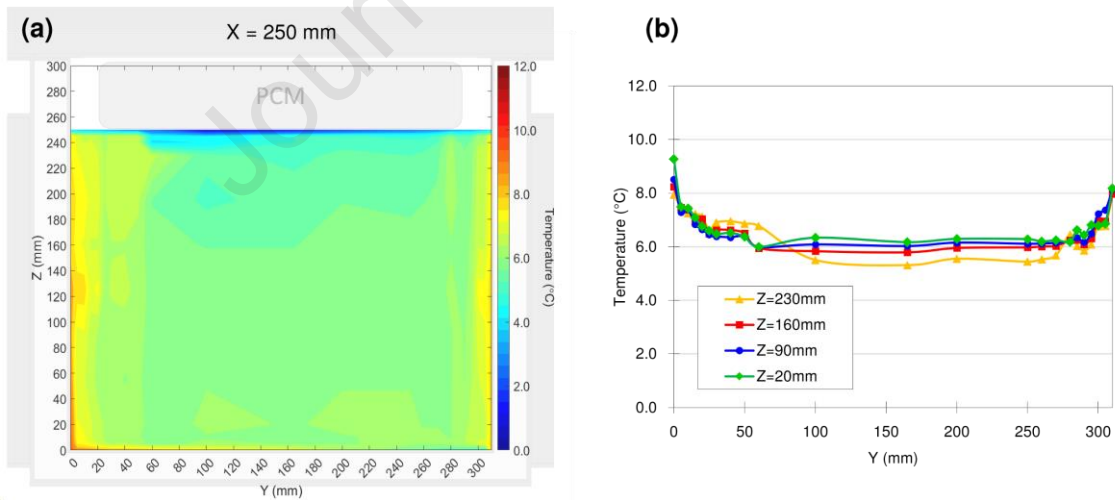 (a)
X = 250 mm
Journ
PCM
300
280
260
240
220
200
180
160
140
120
100
80
60
40
20
0
Z (mm)
0 20 40 60 80 100 120 140 160 180 200 220 240 260 280 300
Y (mm)
12.0
10.0
8.0
6.0
4.0
2.0
0.0
Temperature (°C)
(b)
12.0
10.0
8.0
6.0
4.0
2.0
0.0
Temperature (°C)
Z=230mm
Z=160mm
Z=90mm
Z=20mm
0 50 100 150 200 250 300
Y (mm)